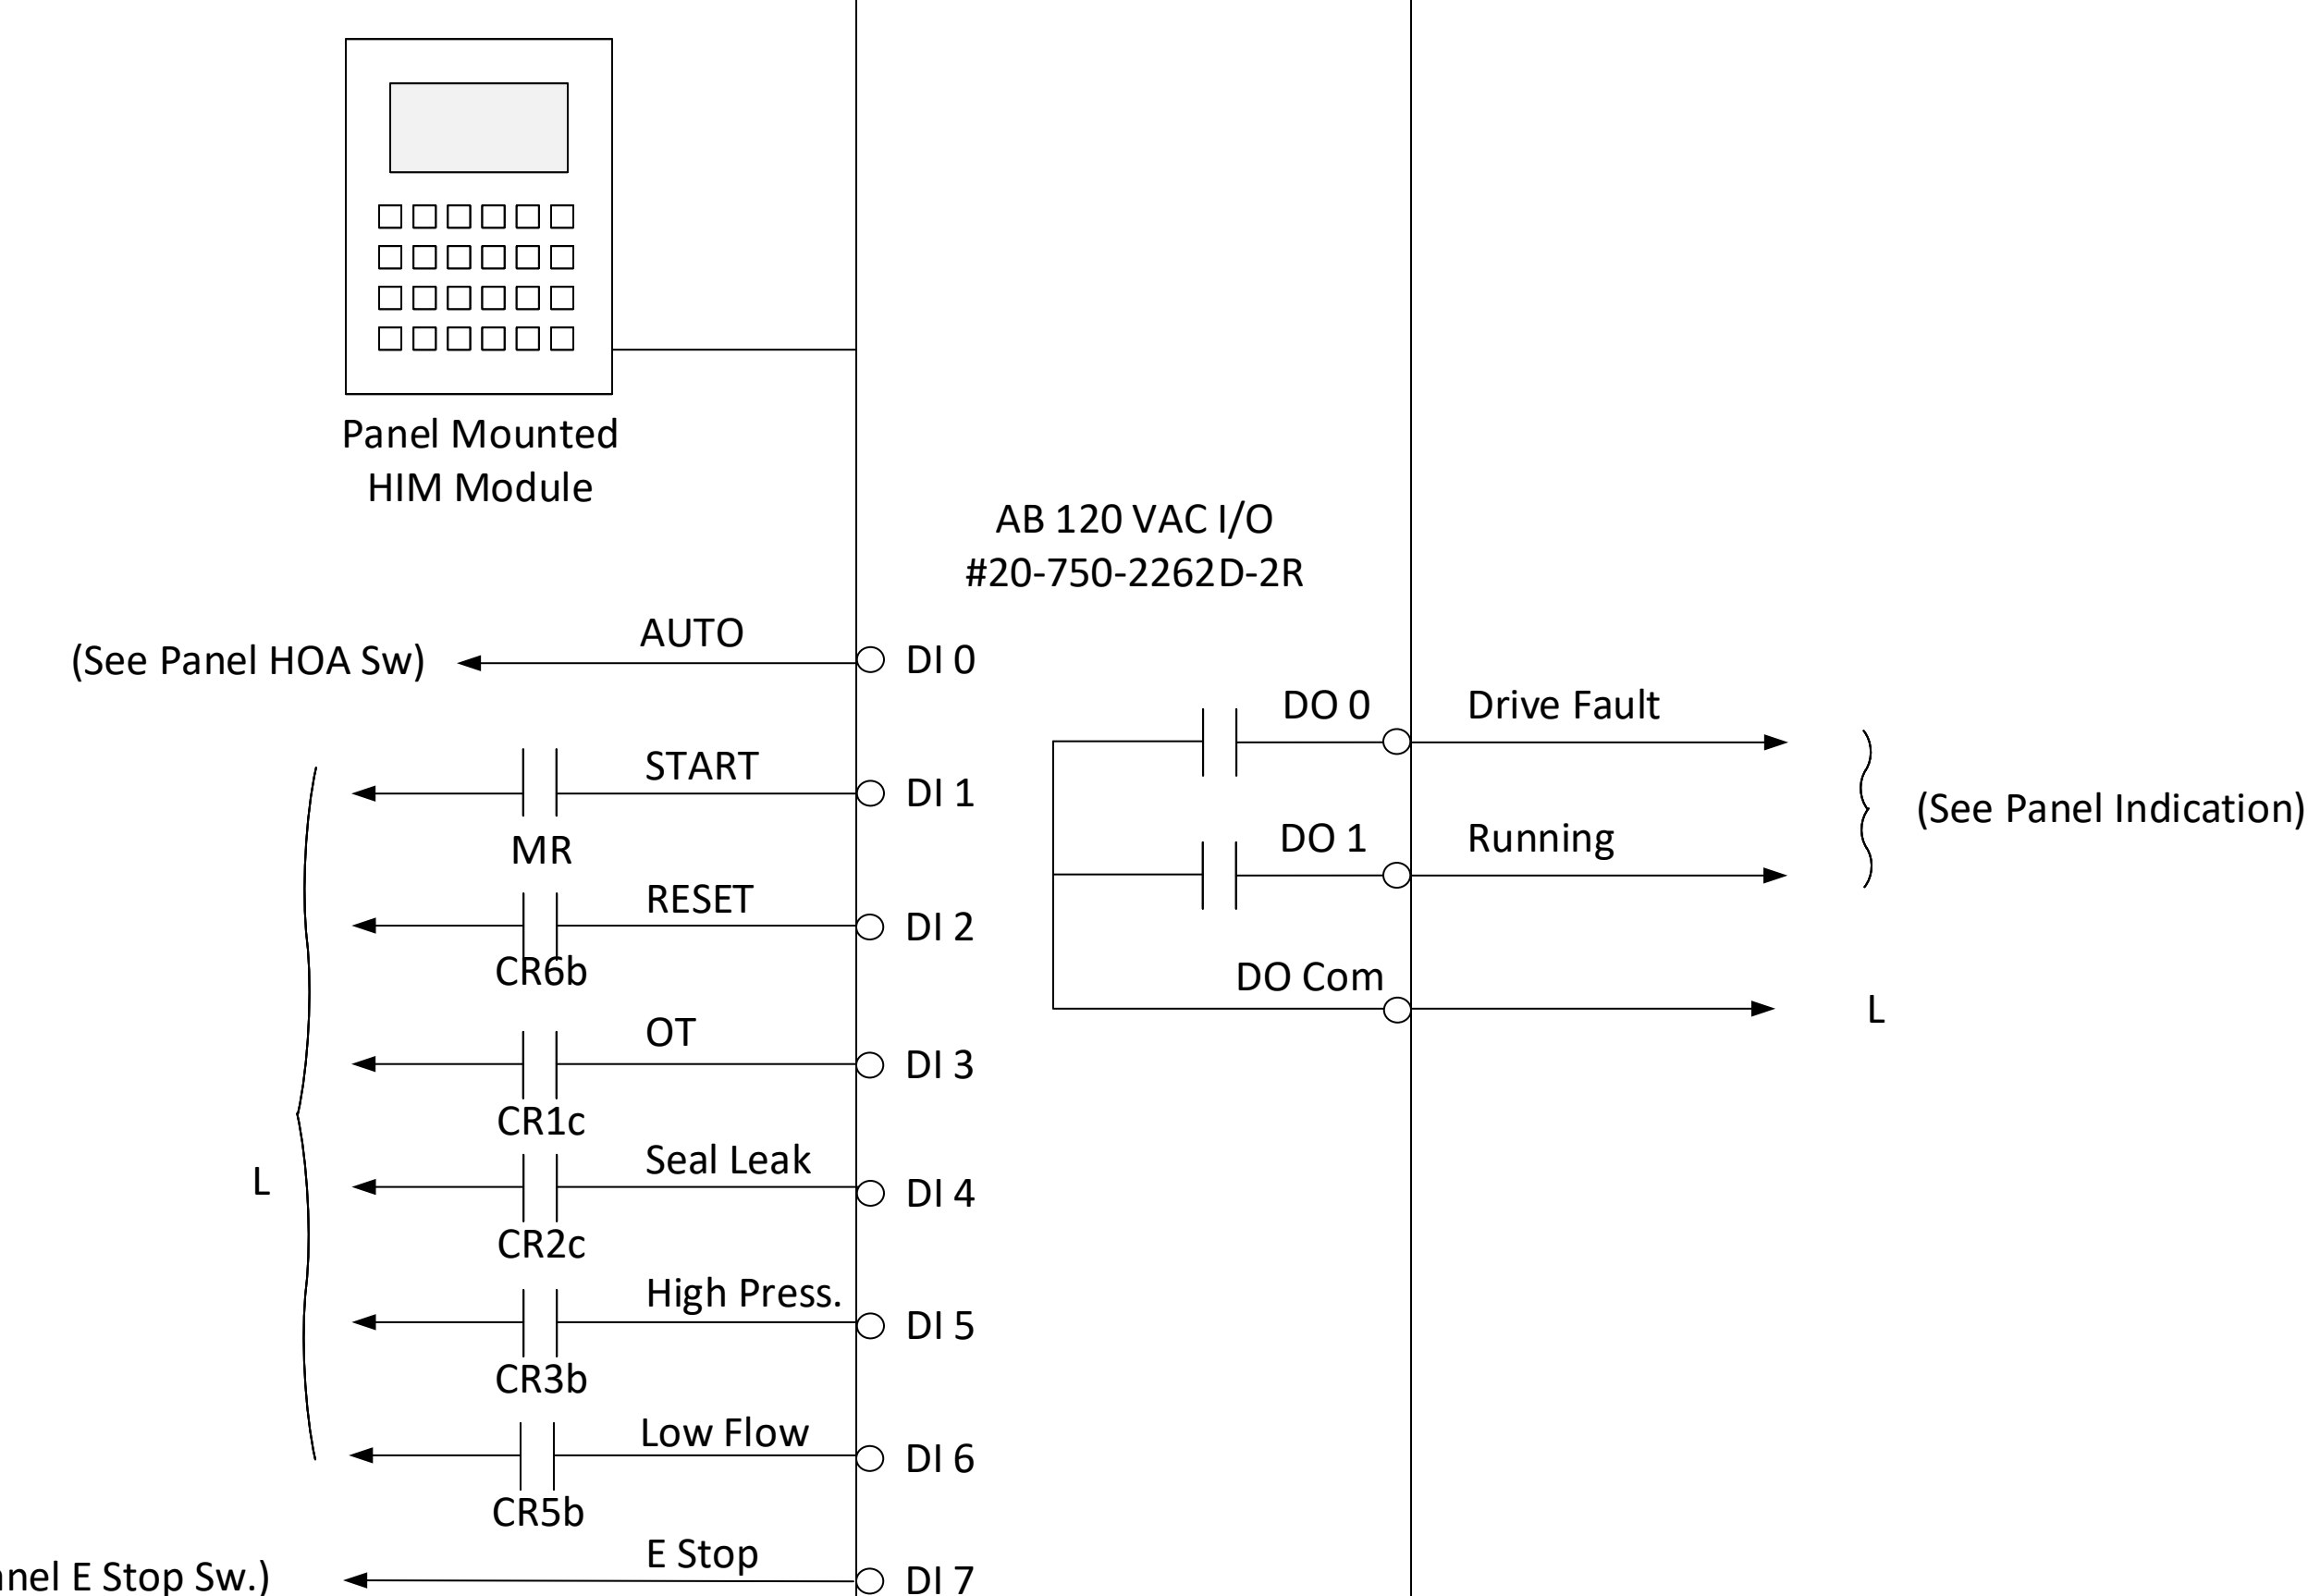 Panel Mounted
HIM Module
AB 120 VAC I/O
#20-750-2262D-2R
AUTO
(See Panel HOA Sw)
DI 0
DO 0
Drive Fault
START
DI 1
(See Panel Indication)
MR
DO 1
Running
RESET
DI 2
CR6b
DO Com
L
OT
DI 3
CR1c
Seal Leak
L
DI 4
CR2c
High Press.
DI 5
CR3b
Low Flow
DI 6
CR5b
E Stop
E Stop Sw.)
DI 7